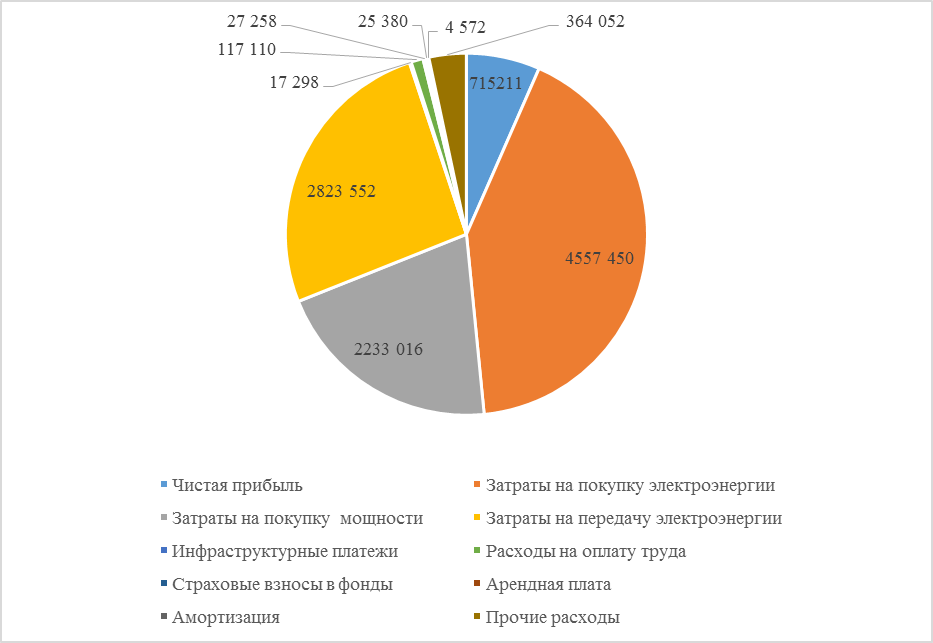 27 258
25 380
4 572
364 052
117 110
17 298
715211
2823 552
4557 450
2233 016
Чистая прибыль
Затраты на покупку электроэнергии
Затраты на покупку мощности
Затраты на передачу электроэнергии
Инфраструктурные платежи
Расходы на оплату труда
Страховые взносы в фонды
Арендная плата
Амортизация
Прочие расходы